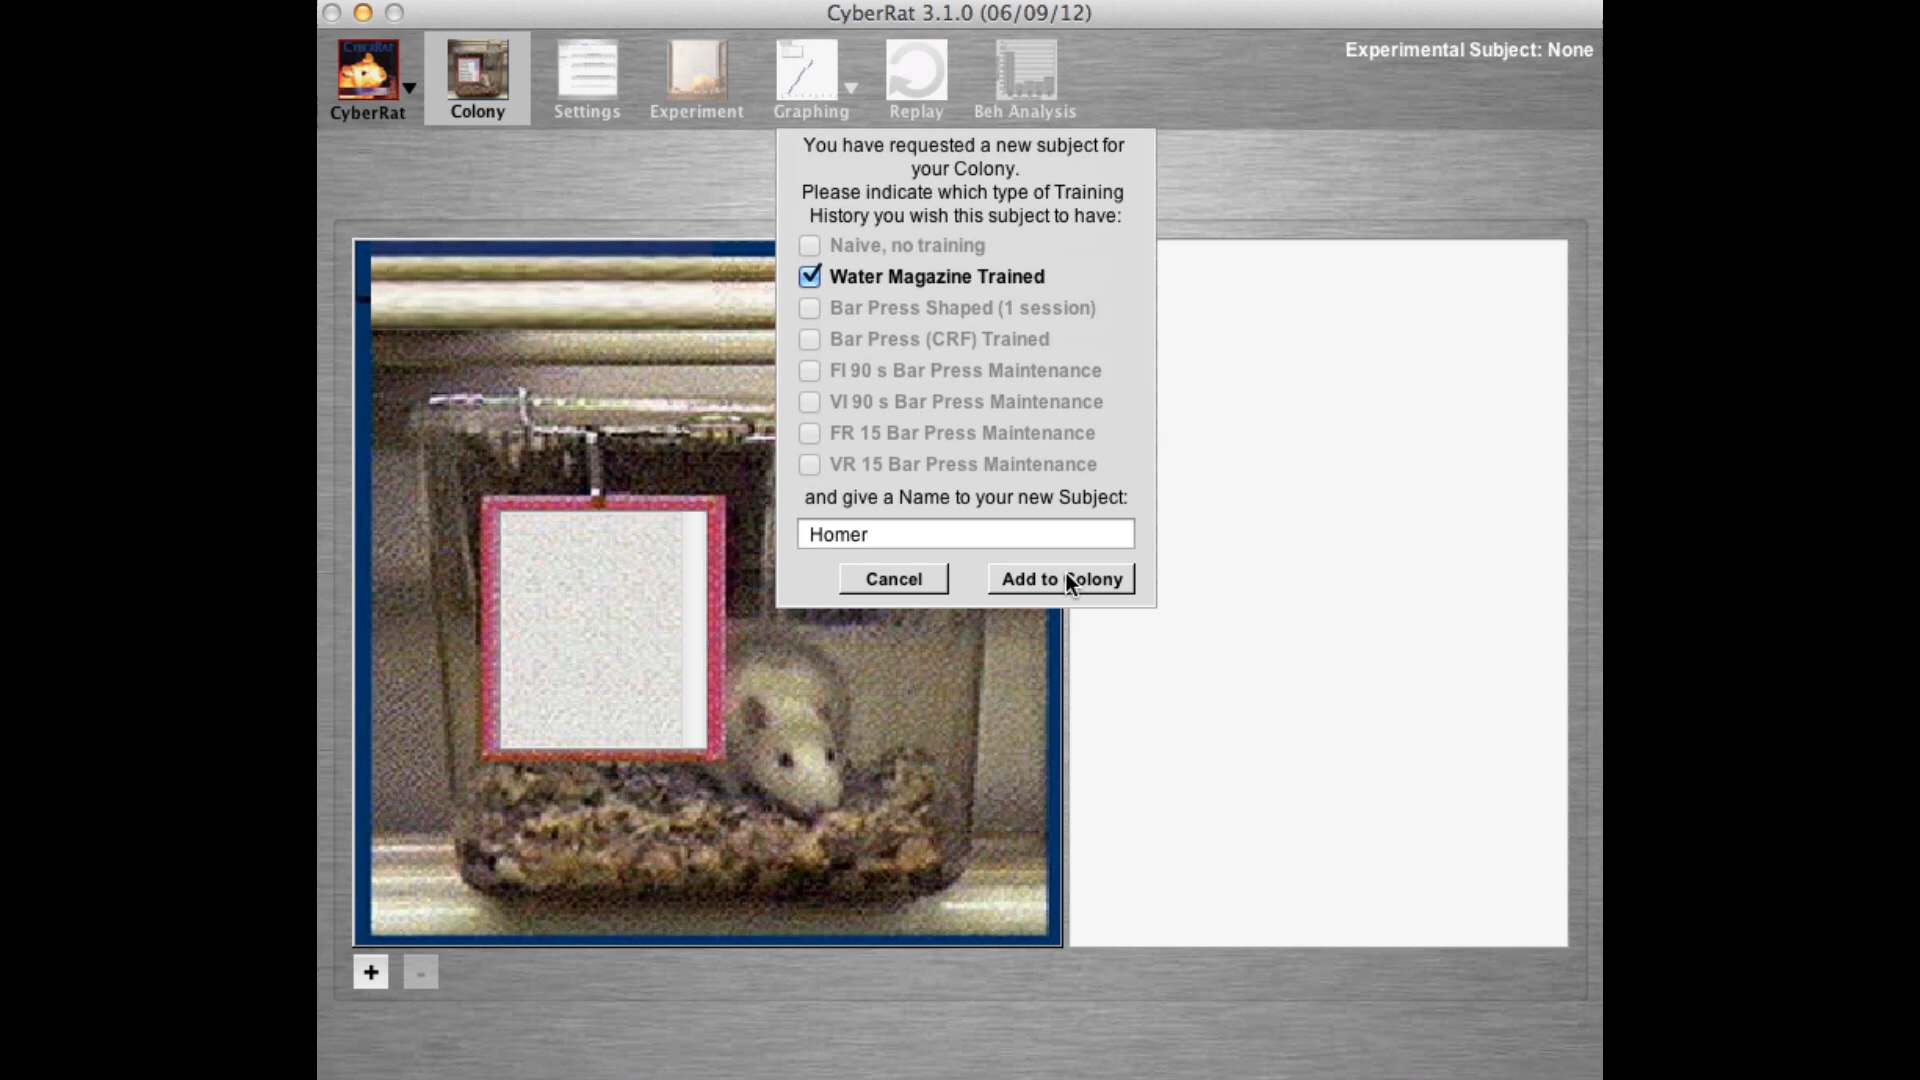 CyberRat 3.1.0 (06/09/12)
CYBERRAT
CyberRat
Colony
Settings
Experiment
Graphing
Replay
Beh Analysis
Experimental Subject: None
You have requested a new subject for
your Colony.
Please indicate which type of Training
History you wish this subject to have:
Naive, no training
Water Magazine Trained
Bar Press Shaped (1 session)
Bar Press (CRF) Trained
FI 90 s Bar Press Maintenance
VI 90 s Bar Press Maintenance
FR 15 Bar Press Maintenance
VR 15 Bar Press Maintenance
and give a Name to your new Subject:
Homer
Cancel
Add to Colony
+
-